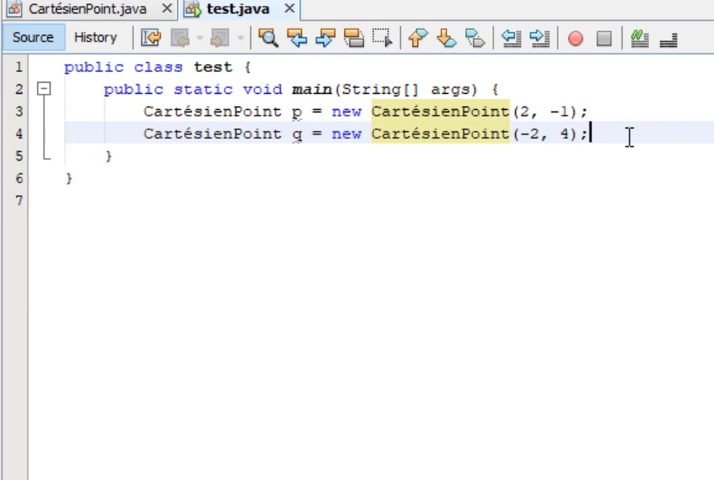 CartésienPoint.java test.java
Source History
1 public class test {
2 public static void main(String[] args) {
3 CartésienPoint p = new CartésienPoint(2, -1);
4 CartésienPoint q = new CartésienPoint(-2, 4);
5 }
6 }
7